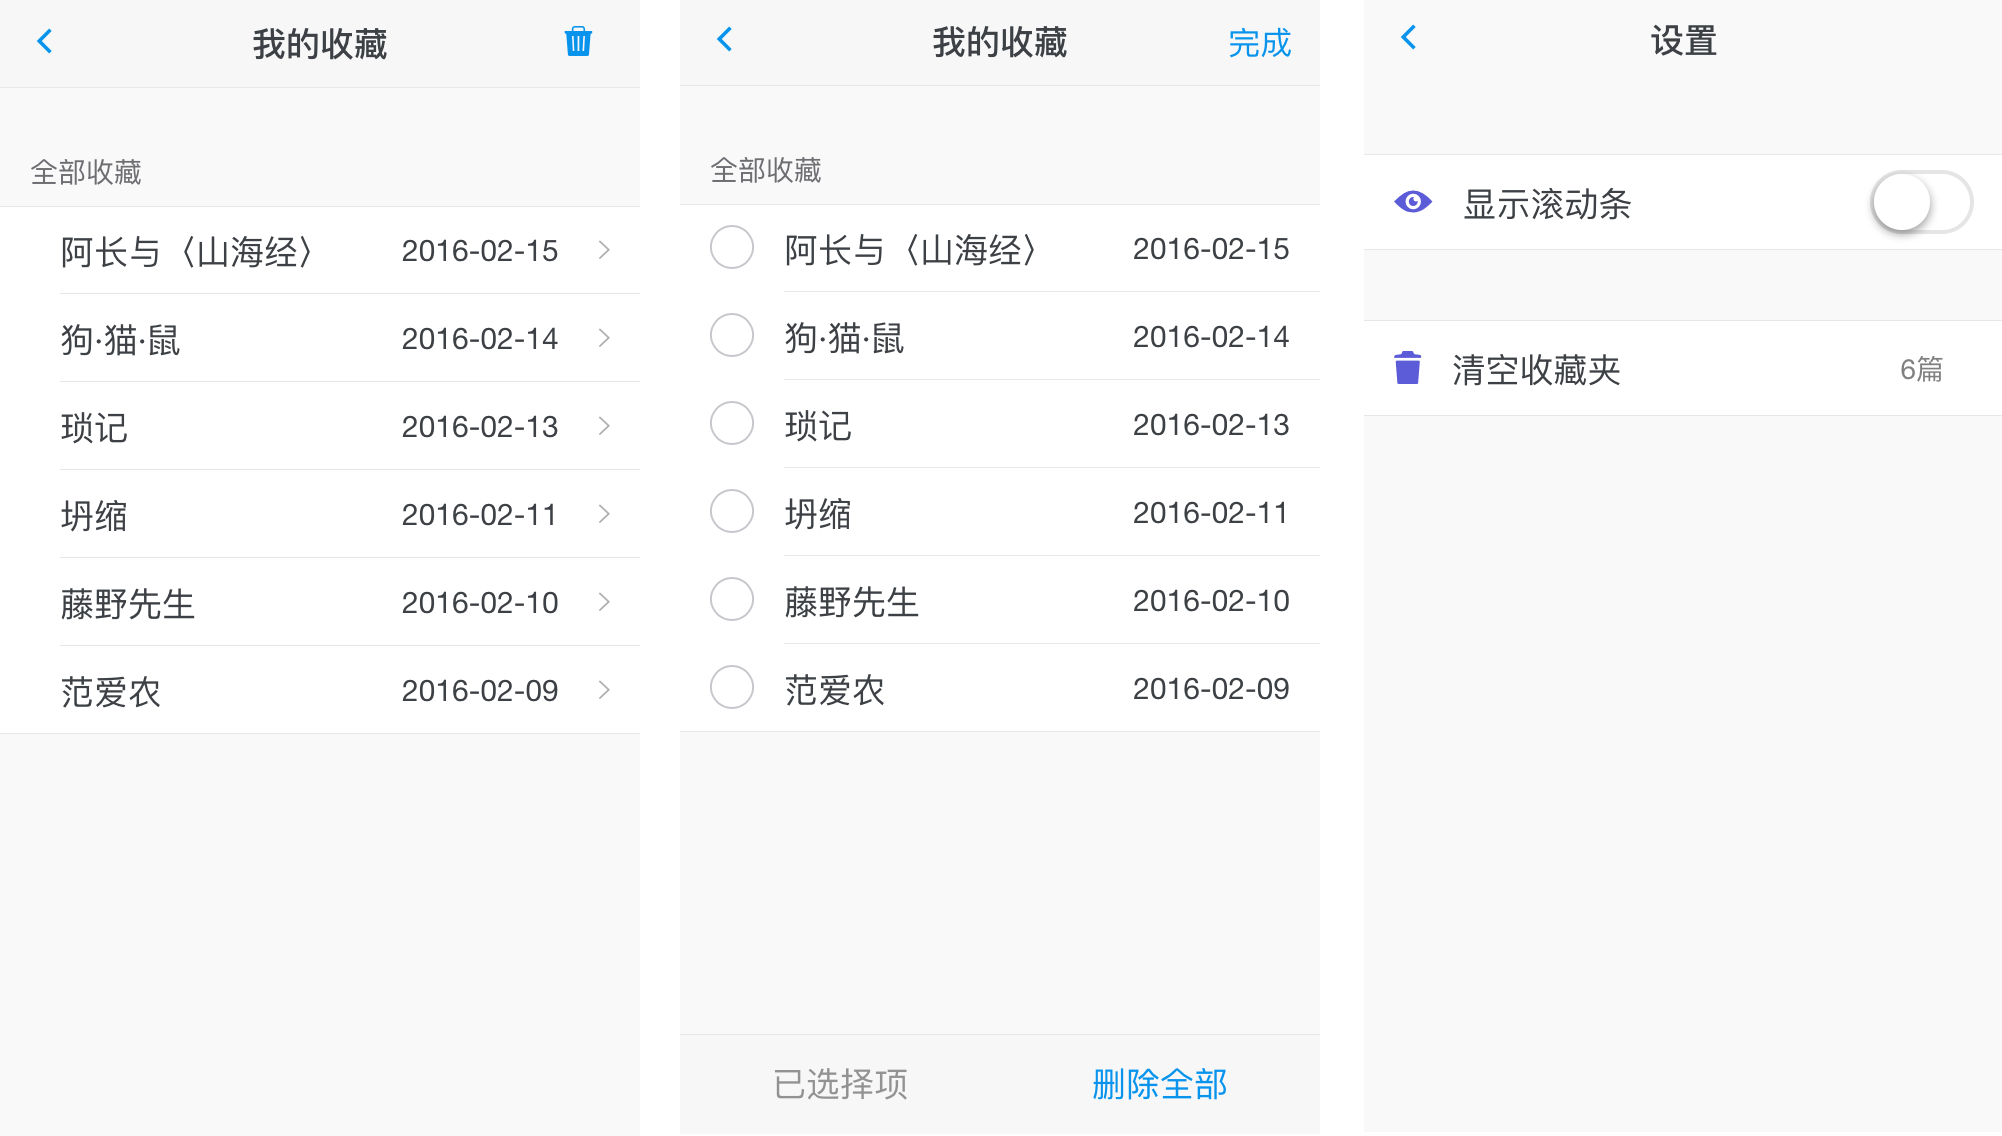 我的收藏
全部收藏
阿长与〈山海经〉 2016-02-15
狗·猫·鼠 2016-02-14
琐记 2016-02-13
坍缩 2016-02-11
藤野先生 2016-02-10
范爱农 2016-02-09
我的收藏 完成
全部收藏
阿长与〈山海经〉 2016-02-15
狗·猫·鼠 2016-02-14
琐记 2016-02-13
坍缩 2016-02-11
藤野先生 2016-02-10
范爱农 2016-02-09
已选择项 删除全部
设置
显示滚动条
清空收藏夹 6篇